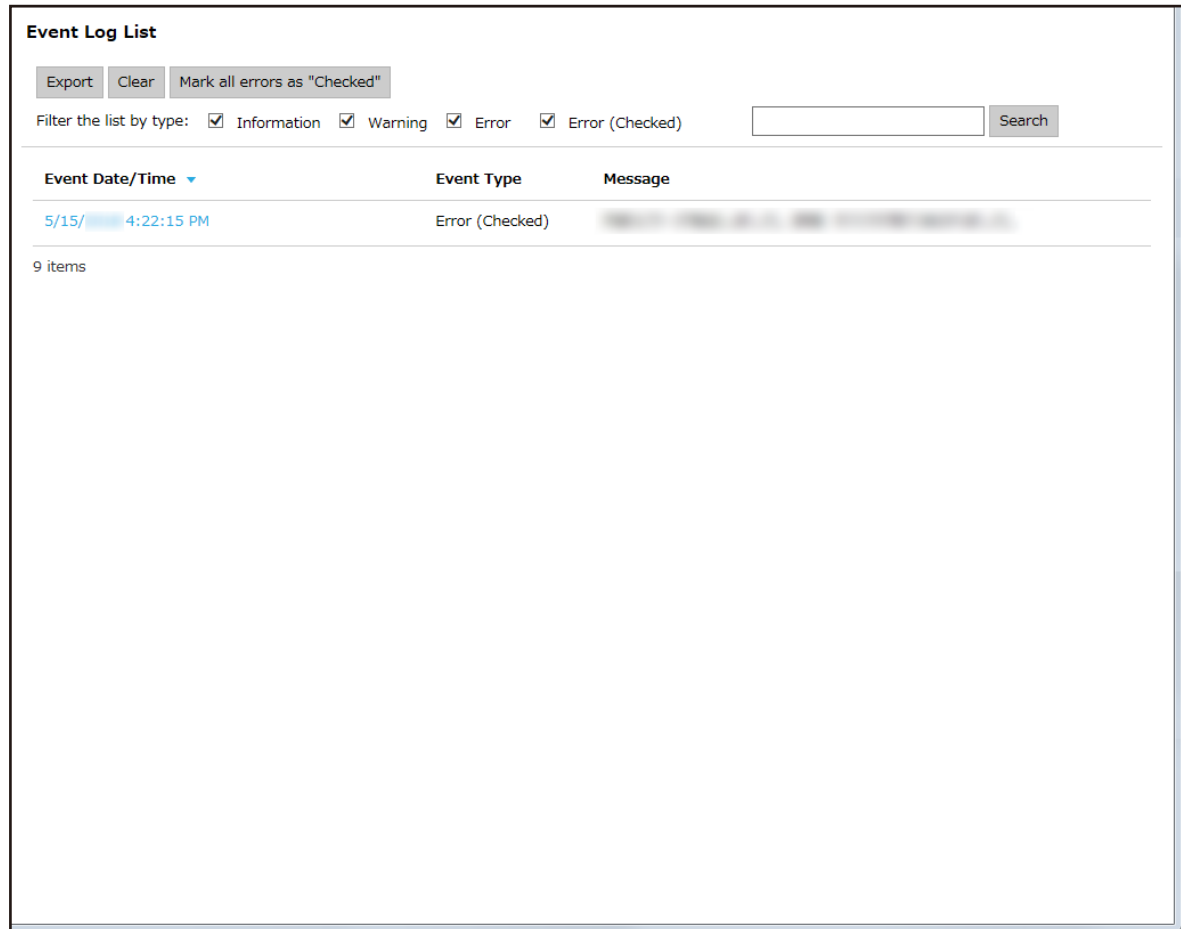 Event Log List
Export Clear Mark all errors as "Checked"
Filter the list by type: Information Warning Error Error (Checked) Search
Event Date/Time Event Type Message
5/15/ 4:22:15 PM Error (Checked)
9 items